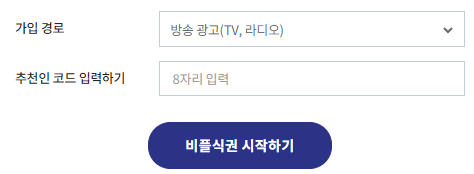 가입 경로
방송 광고(TV, 라디오)
추천인 코드 입력하기
8자리 입력
비플식권 시작하기